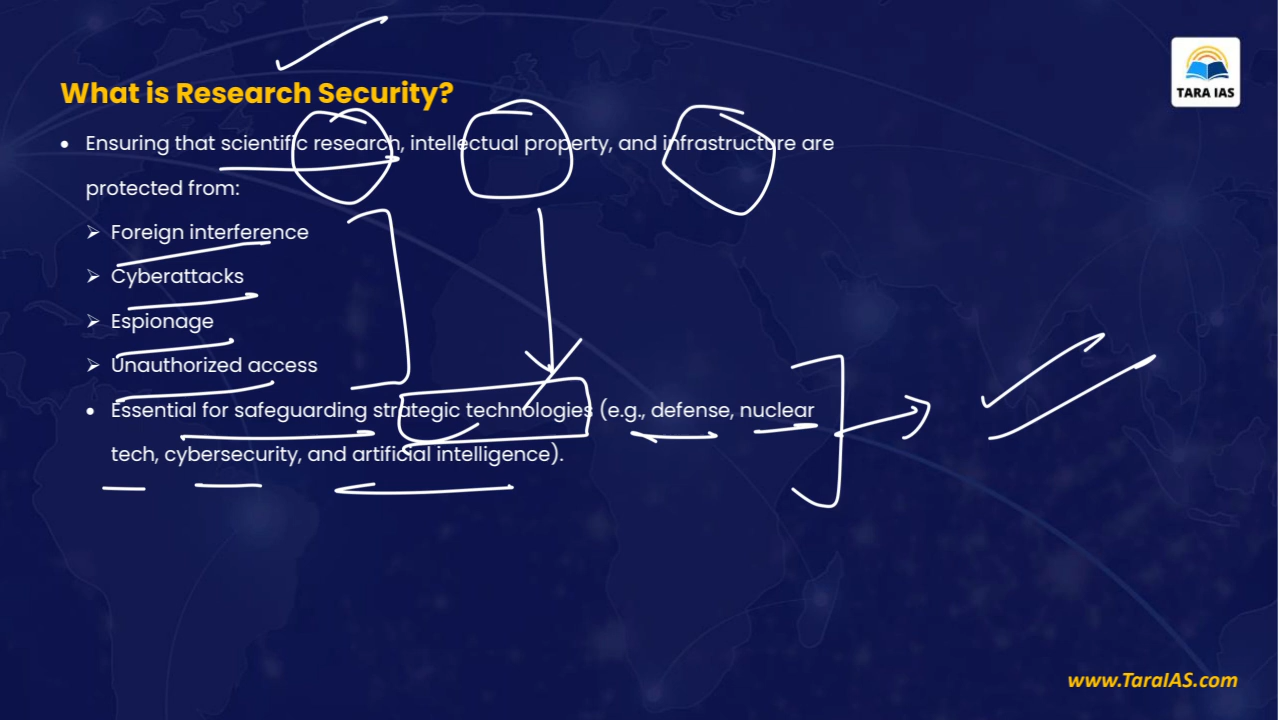 TARA IAS
What is Research Security?
• Ensuring that scientific research, intellectual property, and infrastructure are
protected from:
➢ Foreign interference
➢ Cyberattacks
➢ Espionage
➢ Unauthorized access
• Essential for safeguarding strategic technologies (e.g., defense, nuclear
tech, cybersecurity, and artificial intelligence).
www.TaraIAS.com